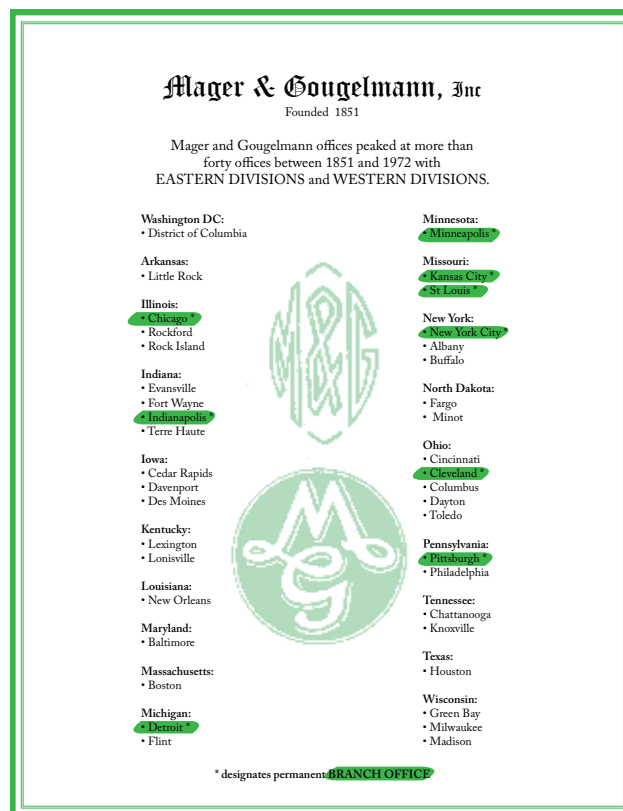 Mager & Gougelmann, Inc
Founded 1851
Mager and Gougelmann offices peaked at more than
forty offices between 1851 and 1972 with
EASTERN DIVISIONS and WESTERN DIVISIONS.
Washington DC:
• District of Columbia
Arkansas:
• Little Rock
Illinois:
• Chicago *
• Rockford
• Rock Island
Indiana:
• Evansville
• Fort Wayne
• Indianapolis *
• Terre Haute
Iowa:
• Cedar Rapids
• Davenport
• Des Moines
Kentucky:
• Lexington
• Lonisville
Louisiana:
• New Orleans
Maryland:
• Baltimore
Massachusetts:
• Boston
Michigan:
• Detroit *
• Flint
M&G
MG
Minnesota:
• Minneapolis *
Missouri:
• Kansas City *
• St Louis *
New York:
• New York City *
• Albany
• Buffalo
North Dakota:
• Fargo
• Minot
Ohio:
• Cincinnati
• Cleveland *
• Columbus
• Dayton
• Toledo
Pennsylvania:
• Pittsburgh *
• Philadelphia
Tennessee:
• Chattanooga
• Knoxville
Texas:
• Houston
Wisconsin:
• Green Bay
• Milwaukee
• Madison
* designates permanent BRANCH OFFICE